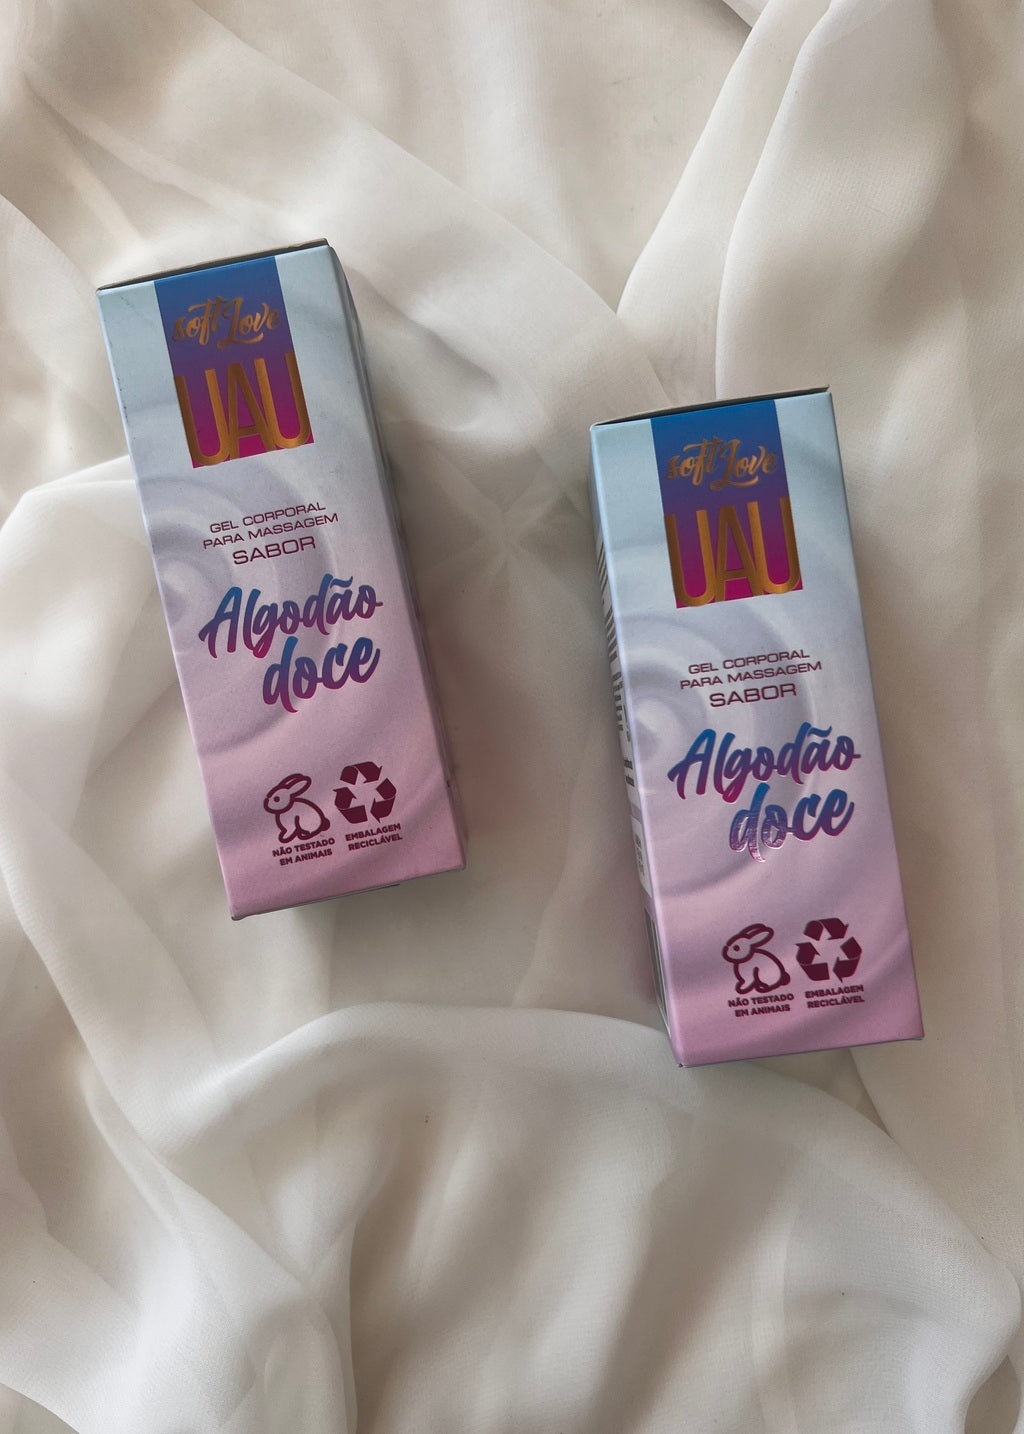 soft Love
UAU
GEL CORPORAL
PARA MASSAGEM
SABOR
Algodão
doce
NÃO TESTADO
EM ANIMAIS
EMBALAGEM
RECICLÁVEL
soft Love
UAU
GEL CORPORAL
PARA MASSAGEM
SABOR
Algodão
doce
NÃO TESTADO
EM ANIMAIS
EMBALAGEM
RECICLÁVEL